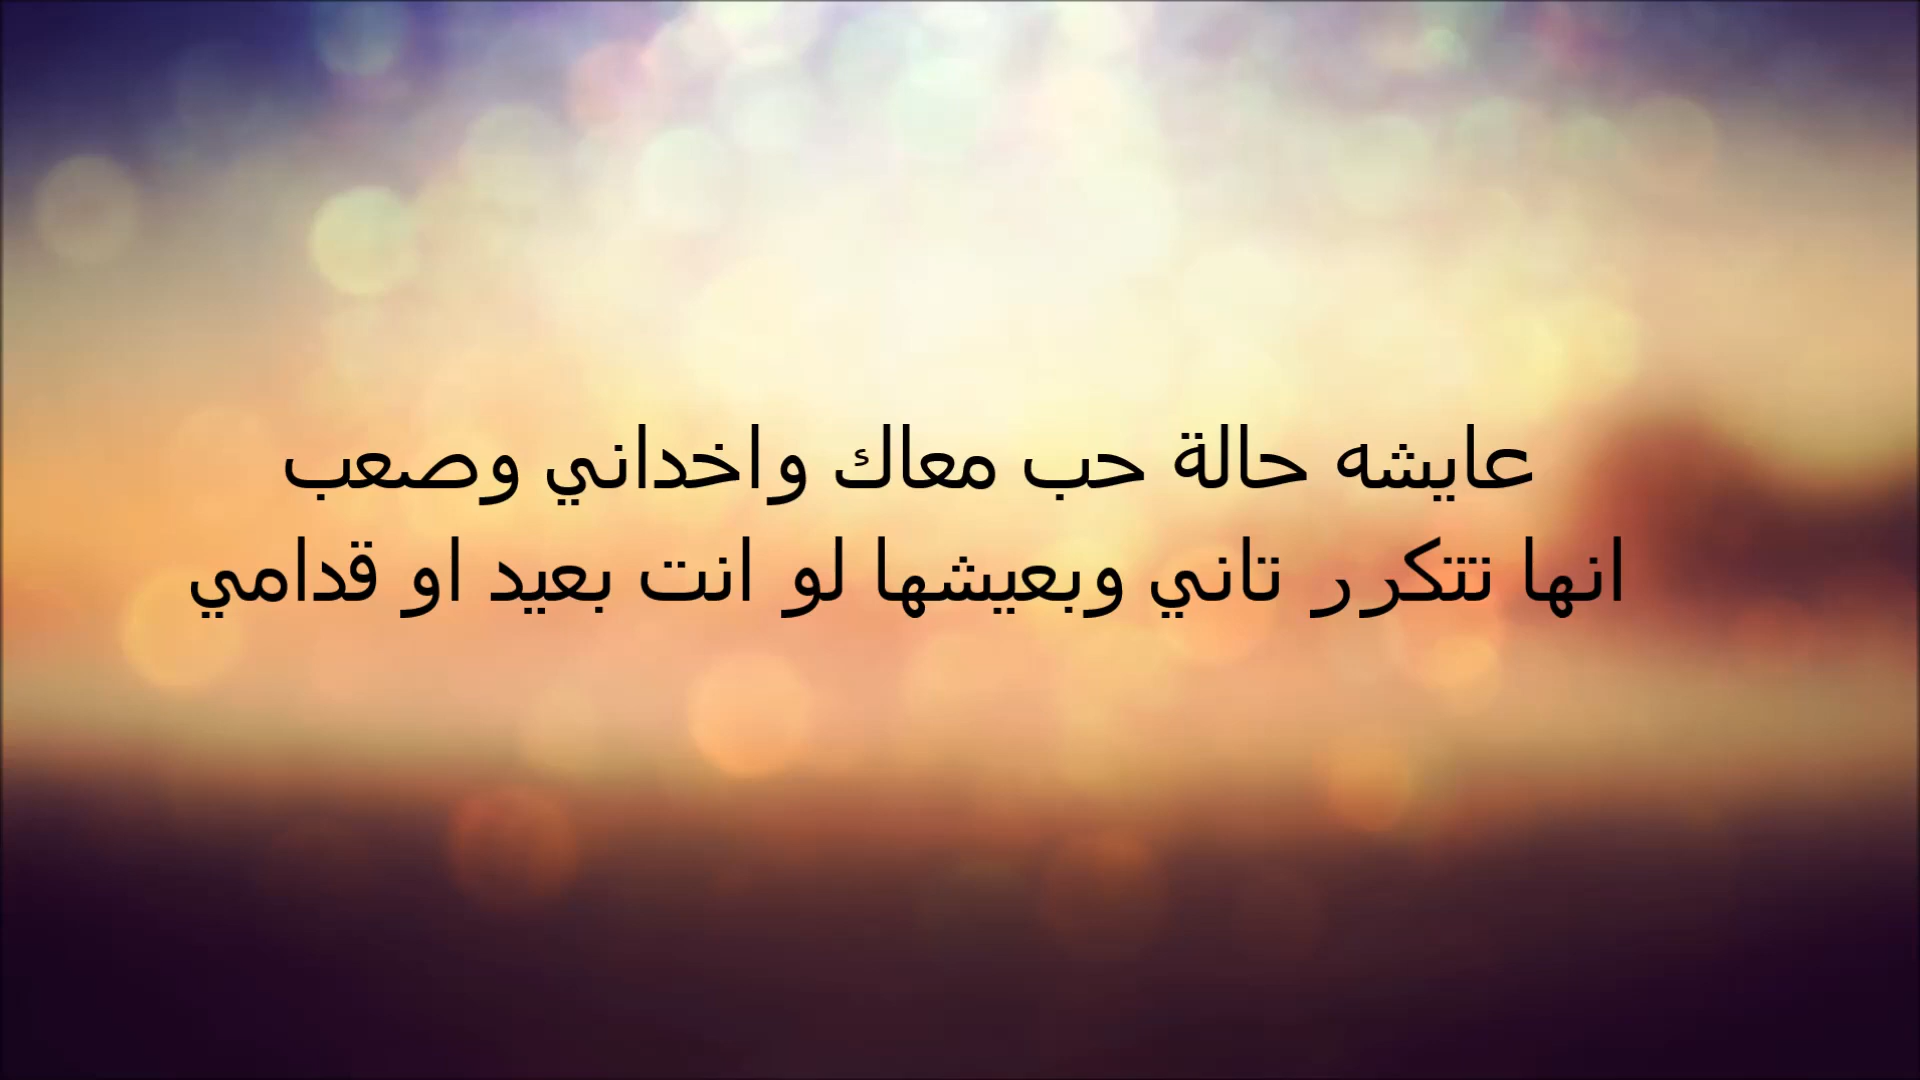 عايشه حالة حب معاك واخداني وصعب
انها تتكرر تاني وبعيشها لو انت بعيد او قدامي